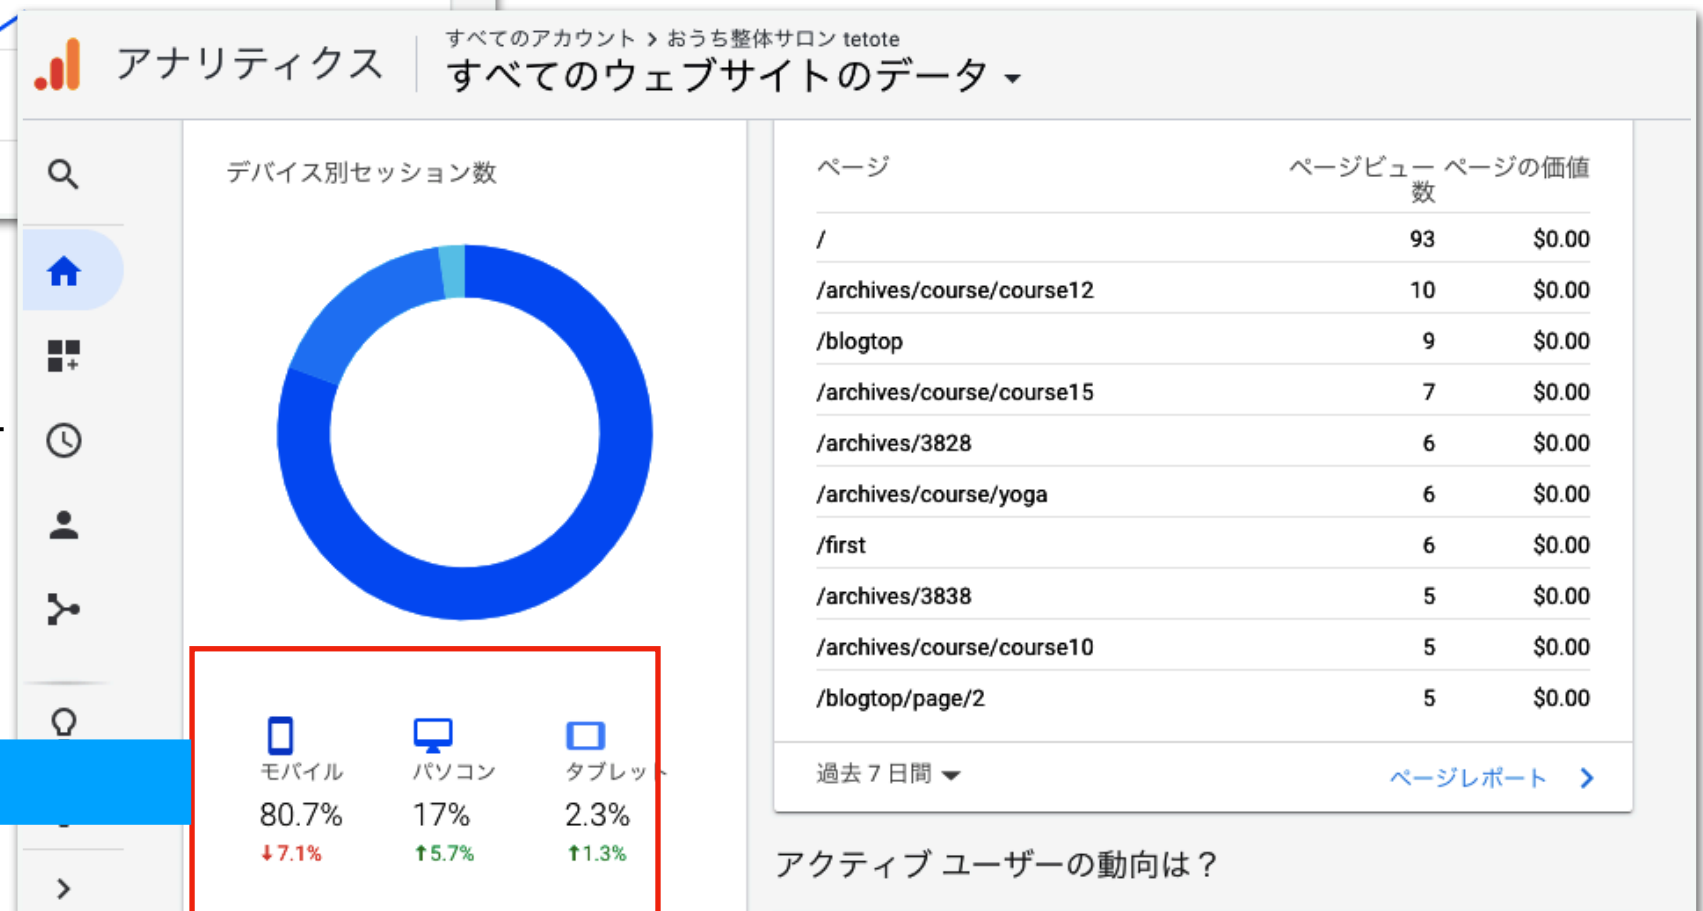 アナリティクス
すべてのアカウント > おうち整体サロン tetote
すべてのウェブサイトのデータ
デバイス別セッション数
モバイル
80.7%
↓7.1%
パソコン
17%
↑5.7%
タブレット
2.3%
↑1.3%
ページ ページビュー数 ページの価値
/ 93 $0.00
/archives/course/course12 10 $0.00
/blogtop 9 $0.00
/archives/course/course15 7 $0.00
/archives/3828 6 $0.00
/archives/course/yoga 6 $0.00
/first 6 $0.00
/archives/3838 5 $0.00
/archives/course/course10 5 $0.00
/blogtop/page/2 5 $0.00
過去 7 日間 ページレポート
アクティブ ユーザーの動向は？